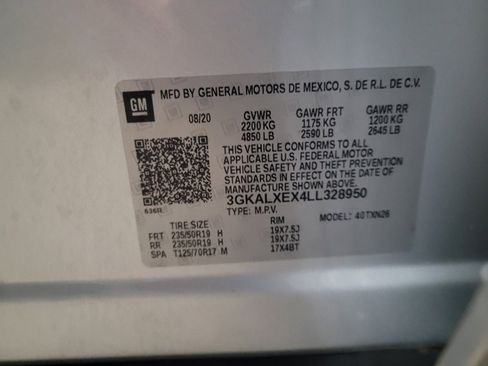 GM
MFD BY GENERAL MOTORS DE MEXICO, S. DE R.L. DE C.V.
08/20 GVWR GAWR FRT GAWR RR
2200 KG 1175 KG 1200 KG
4850 LB 2590 LB 2645 LB
THIS VEHICLE CONFORMS TO ALL
APPLICABLE U.S. FEDERAL MOTOR
VEHICLE SAFETY AND THEFT PREVENTION
STANDARDS IN EFFECT ON THE DATE OF
MANUFACTURE SHOWN ABOVE.
3GKALXEX4LL328950
TYPE: M.P.V. MODEL: 4GTXN26
TIRE SIZE RIM
FRT 235/50R19 H 19X7.5J
RR 235/50R19 H 19X7.5J
SPA T125/70R17 M 17X4BT